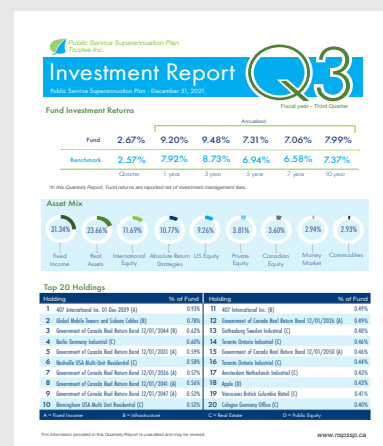 Public Service Superannuation Plan
Trustee Inc.
Investment Report Q3
Public Service Superannuation Plan - December 31, 2021
Fiscal year - Third Quarter
Fund Investment Returns
Annualized
Fund 2.67% 9.20% 9.48% 7.31% 7.06% 7.99%
Benchmark 2.57% 7.92% 8.73% 6.94% 6.58% 7.37%
Quarter 1 year 3 year 5 year 7 year 10 year
*In this Quarterly Report, Fund returns are reported net of investment management fees.
Asset Mix
31.34% 23.66% 11.69% 10.77% 9.26% 3.81% 3.60% 2.94% 2.93%
Fixed Income Real Assets International Equity Absolute Return Strategies US Equity Private Equity Canadian Equity Money Market Commodities
Top 20 Holdings
Holding % of Fund Holding % of Fund
1 407 International Inc. 01-Dec-2039 (A) 0.93% 11 407 International Inc. (B) 0.49%
2 Global Mobile Towers and Subsea Cables (B) 0.78% 12 Government of Canada Real Return Bond 12/01/2026 (A) 0.49%
3 Government of Canada Real Return Bond 12/01/2044 (B) 0.62% 13 Gothenburg Sweden Industrial (C) 0.48%
4 Berlin Germany Industrial (C) 0.60% 14 Toronto Ontario Industrial (C) 0.46%
5 Government of Canada Real Return Bond 12/01/2031 (A) 0.59% 15 Government of Canada Real Return Bond 12/01/2050 (A) 0.46%
6 Nashville USA Multi-Unit Residential (C) 0.58% 16 Toronto Ontario Industrial (C) 0.44%
7 Government of Canada Real Return Bond 12/01/2036 (A) 0.57% 17 Amsterdam Netherlands Industrial (C) 0.43%
8 Government of Canada Real Return Bond 12/01/2041 (A) 0.56% 18 Apple (D) 0.43%
9 Government of Canada Real Return Bond 12/01/2047 (A) 0.52% 19 Vancouver British Columbia Retail (C) 0.41%
10 Birmingham USA Multi Unit Residential (C) 0.52% 20 Cologne Germany Office (C) 0.40%
A = Fixed Income B = Infrastructure C = Real Estate D = Public Equity
The information provided in this Quarterly Report is unaudited and may be revised. www.nspssp.ca